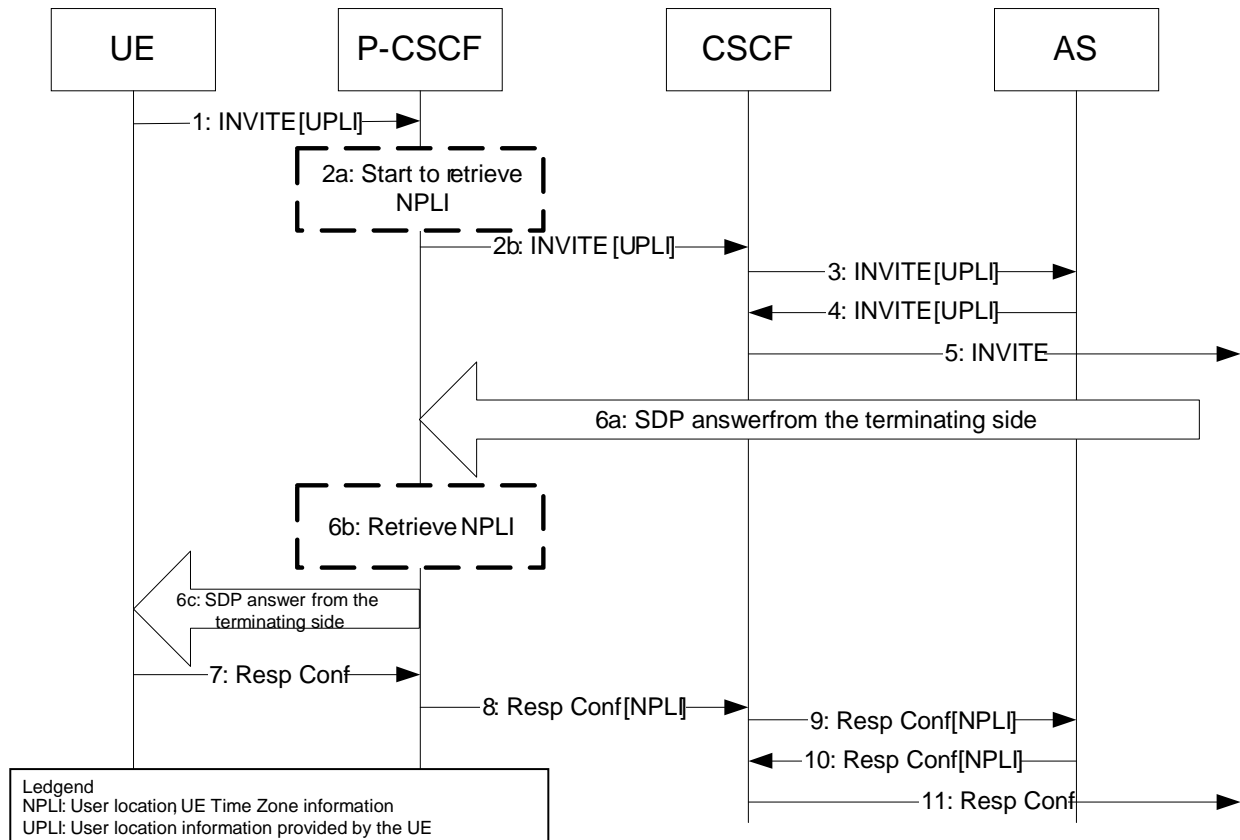 UE
P-CSCF
CSCF
AS
1: INVITE[UPLI]
2a: Start to retrieve
NPLI
2b: INVITE [UPLI]
3: INVITE[UPLI]
4: INVITE[UPLI]
5: INVITE
6a: SDP answerfrom the terminating side
6b: Retrieve NPLI
6c: SDP answer from the
terminating side
7: Resp Conf
8: Resp Conf[NPLI]
9: Resp Conf[NPLI]
10: Resp Conf[NPLI]
11: Resp Conf
Ledgend
NPLI: User location, UE Time Zone information
UPLI: User location information provided by the UE